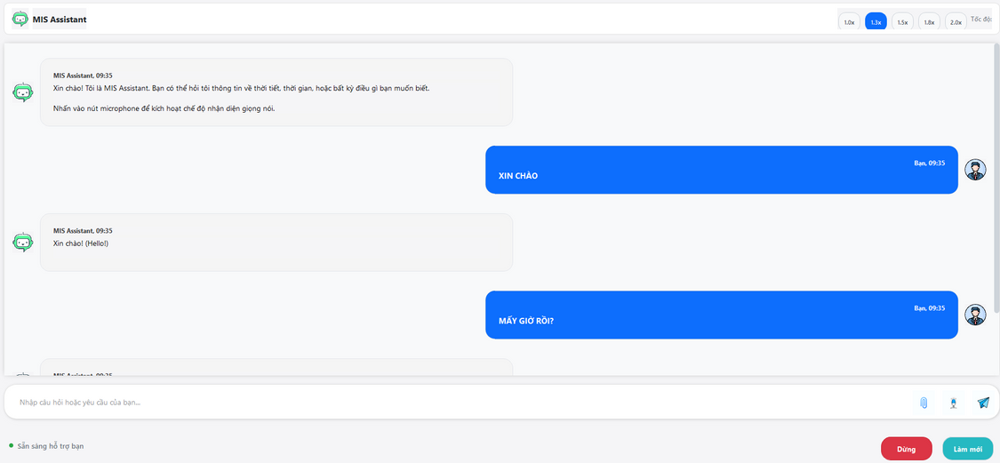 MIS Assistant
1.0x 1.3x 1.5x 1.8x 2.0x Tốc độ:
MIS Assistant, 09:35
Xin chào! Tôi là MIS Assistant. Bạn có thể hỏi tôi thông tin về thời tiết, thời gian, hoặc bất kỳ điều gì bạn muốn biết.
Nhấn vào nút microphone để kích hoạt chế độ nhận diện giọng nói.
Bạn, 09:35
XIN CHÀO
MIS Assistant, 09:35
Xin chào! (Hello!)
Bạn, 09:35
MẤY GIỜ RỒI?
MIS Assistant, 09:35
Nhập câu hỏi hoặc yêu cầu của bạn...
Sẵn sàng hỗ trợ bạn
Dừng
Làm mới